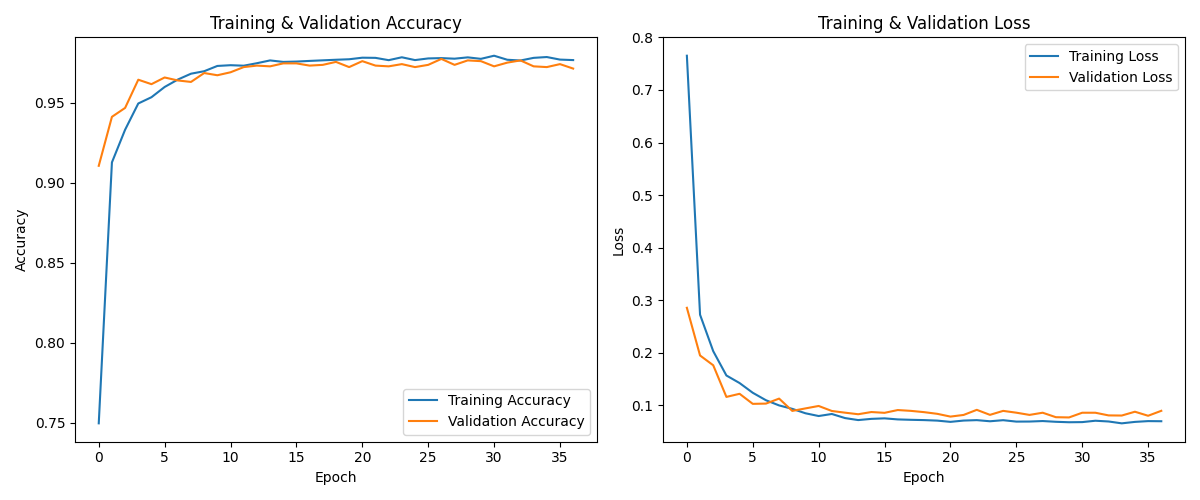 Training & Validation Accuracy
Accuracy
0.95
0.90
0.85
0.80
0.75
0 5 10 15 20 25 30 35
Epoch
Training Accuracy
Validation Accuracy
Training & Validation Loss
Loss
0.8
0.7
0.6
0.5
0.4
0.3
0.2
0.1
0 5 10 15 20 25 30 35
Epoch
Training Loss
Validation Loss